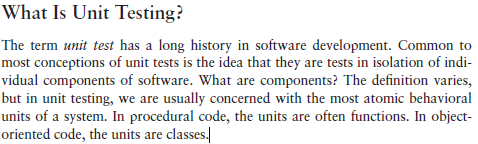 What Is Unit Testing?
The term unit test has a long history in software development. Common to
most conceptions of unit tests is the idea that they are tests in isolation of indi-
vidual components of software. What are components? The definition varies,
but in unit testing, we are usually concerned with the most atomic behavioral
units of a system. In procedural code, the units are often functions. In object-
oriented code, the units are classes.